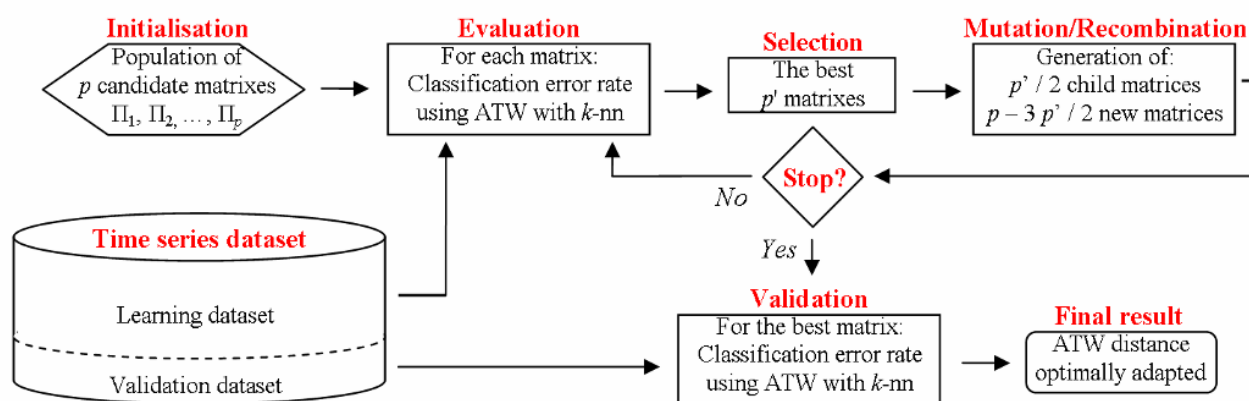 Initialisation
Population of
p candidate matrixes
Π1, Π2, ..., Πp
Evaluation
For each matrix:
Classification error rate
using ATW with k-nn
Selection
The best
p' matrixes
Mutation/Recombination
Generation of:
p’ / 2 child matrices
p – 3 p’ / 2 new matrices
Stop?
No
Yes
Time series dataset
Learning dataset
Validation dataset
Validation
For the best matrix:
Classification error rate
using ATW with k-nn
Final result
ATW distance
optimally adapted